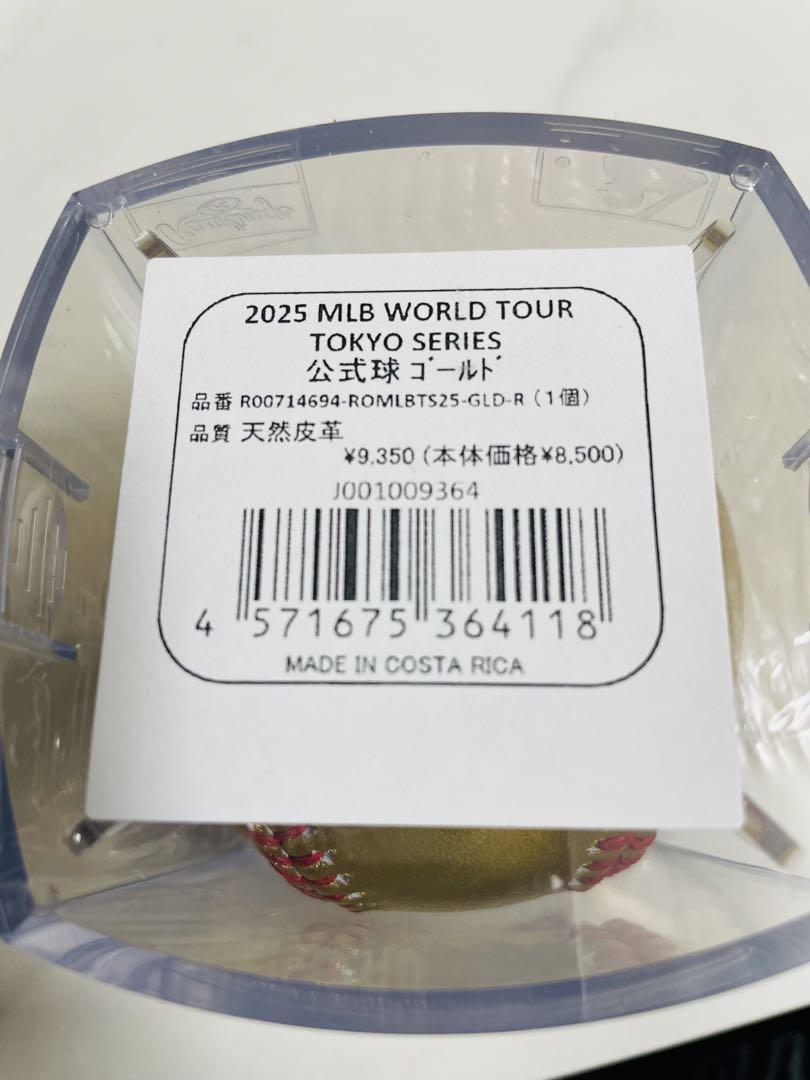 Rawlings
2025 MLB WORLD TOUR
TOKYO SERIES
公式球 ｺﾞｰﾙﾄﾞ
品番 R00714694-ROMLBTS25-GLD-R (1個)
品質 天然皮革
¥9,350 (本体価格¥8,500)
J001009364
4 571675 364118
MADE IN COSTA RICA